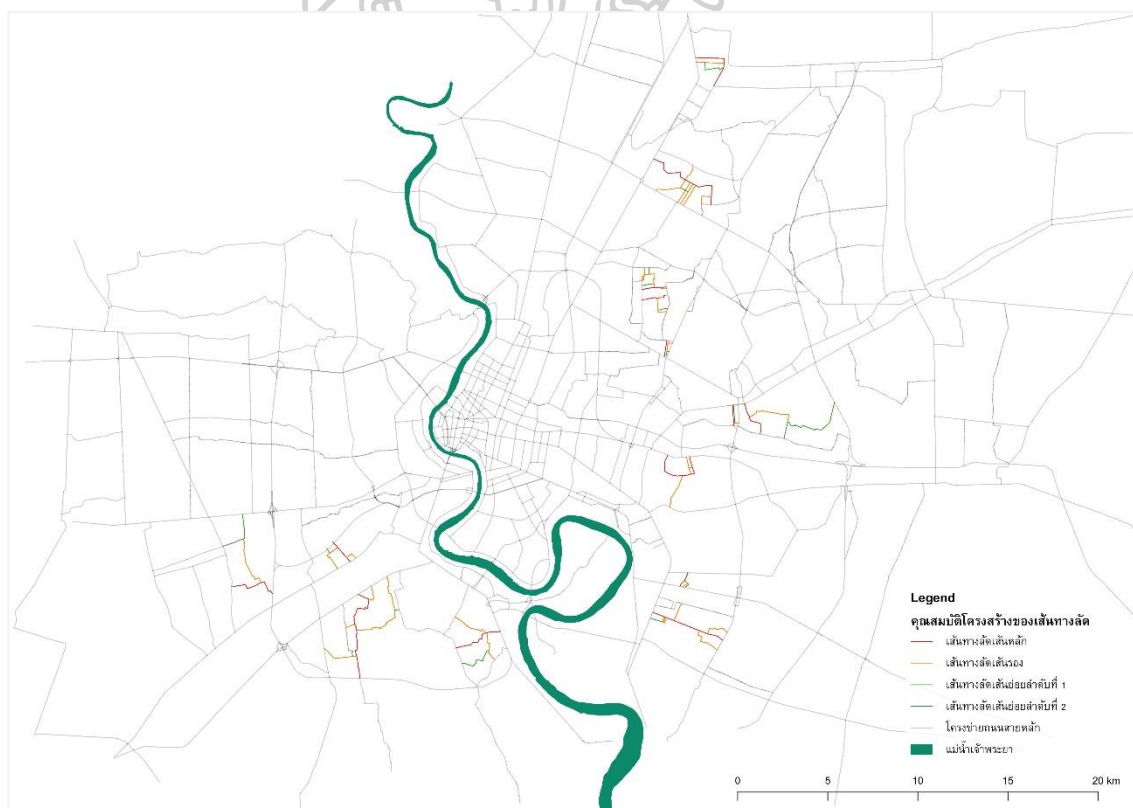 Legend
คุณสมบัติโครงสร้างของเส้นทางลัด
เส้นทางลัดเส้นหลัก
เส้นทางลัดเส้นรอง
เส้นทางลัดเส้นย่อยลำดับที่ 1
เส้นทางลัดเส้นย่อยลำดับที่ 2
โครงข่ายถนนสายหลัก
แม่น้ำเจ้าพระยา
0 5 10 15 20 km